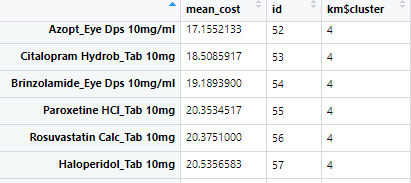 mean_cost id km$cluster
Azopt_Eye Dps 10mg/ml 17.1552133 52 4
Citalopram Hydrob_Tab 10mg 18.5085917 53 4
Brinzolamide_Eye Dps 10mg/ml 19.1893900 54 4
Paroxetine HCl_Tab 10mg 20.3534517 55 4
Rosuvastatin Calc_Tab 10mg 20.3751000 56 4
Haloperidol_Tab 10mg 20.5356583 57 4